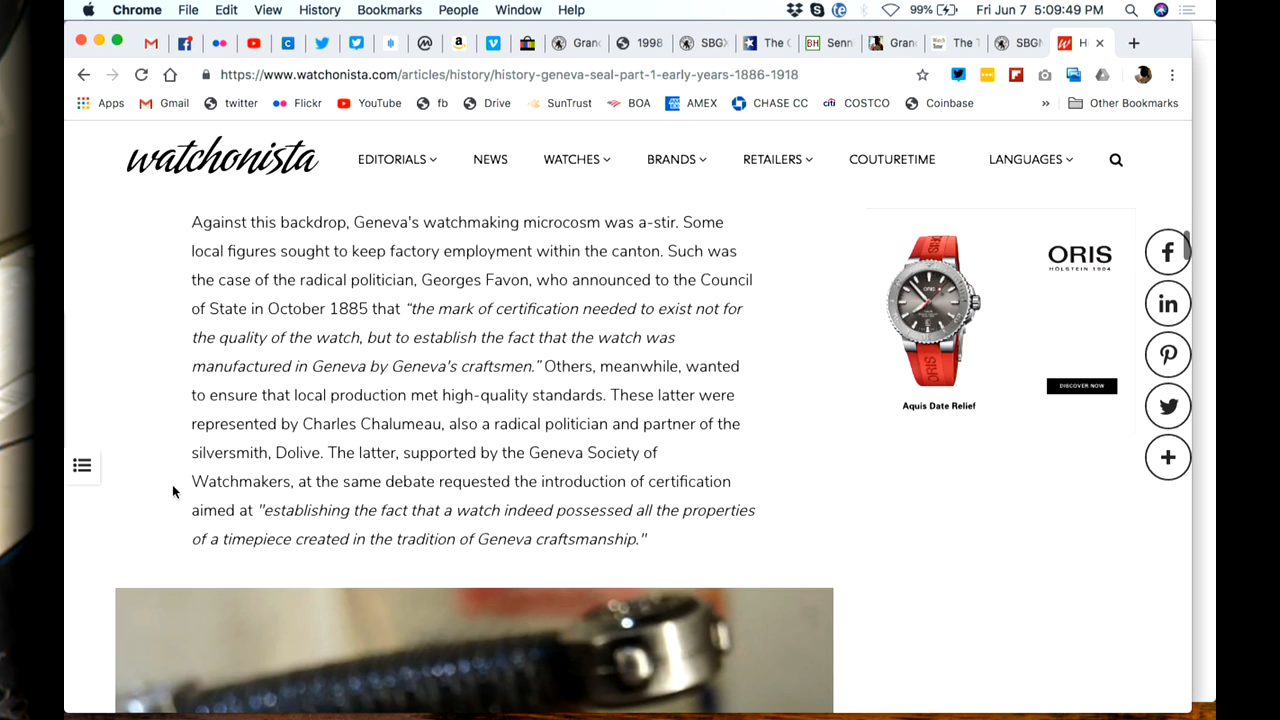 Chrome File Edit View History Bookmarks People Window Help 99% Fri Jun 7 5:09:49 PM
Grand 1998 SBGX The C BH Senn Gran The T SBGN H
https://www.watchonista.com/articles/history/history-geneva-seal-part-1-early-years-1886-1918
Apps Gmail twitter Flickr YouTube fb Drive SunTrust BOA AMEX CHASE CC citi COSTCO Coinbase » Other Bookmarks
watchonista EDITORIALS NEWS WATCHES BRANDS RETAILERS COUTURETIME LANGUAGES
Against this backdrop, Geneva's watchmaking microcosm was a-stir. Some
local figures sought to keep factory employment within the canton. Such was
the case of the radical politician, Georges Favon, who announced to the Council
of State in October 1885 that “the mark of certification needed to exist not for
the quality of the watch, but to establish the fact that the watch was
manufactured in Geneva by Geneva's craftsmen.” Others, meanwhile, wanted
to ensure that local production met high-quality standards. These latter were
represented by Charles Chalumeau, also a radical politician and partner of the
silversmith, Dolive. The latter, supported by the Geneva Society of
Watchmakers, at the same debate requested the introduction of certification
aimed at "establishing the fact that a watch indeed possessed all the properties
of a timepiece created in the tradition of Geneva craftsmanship."
ORIS
HÖLSTEIN 1904
ORIS
DISCOVER NOW
Aquis Date Relief